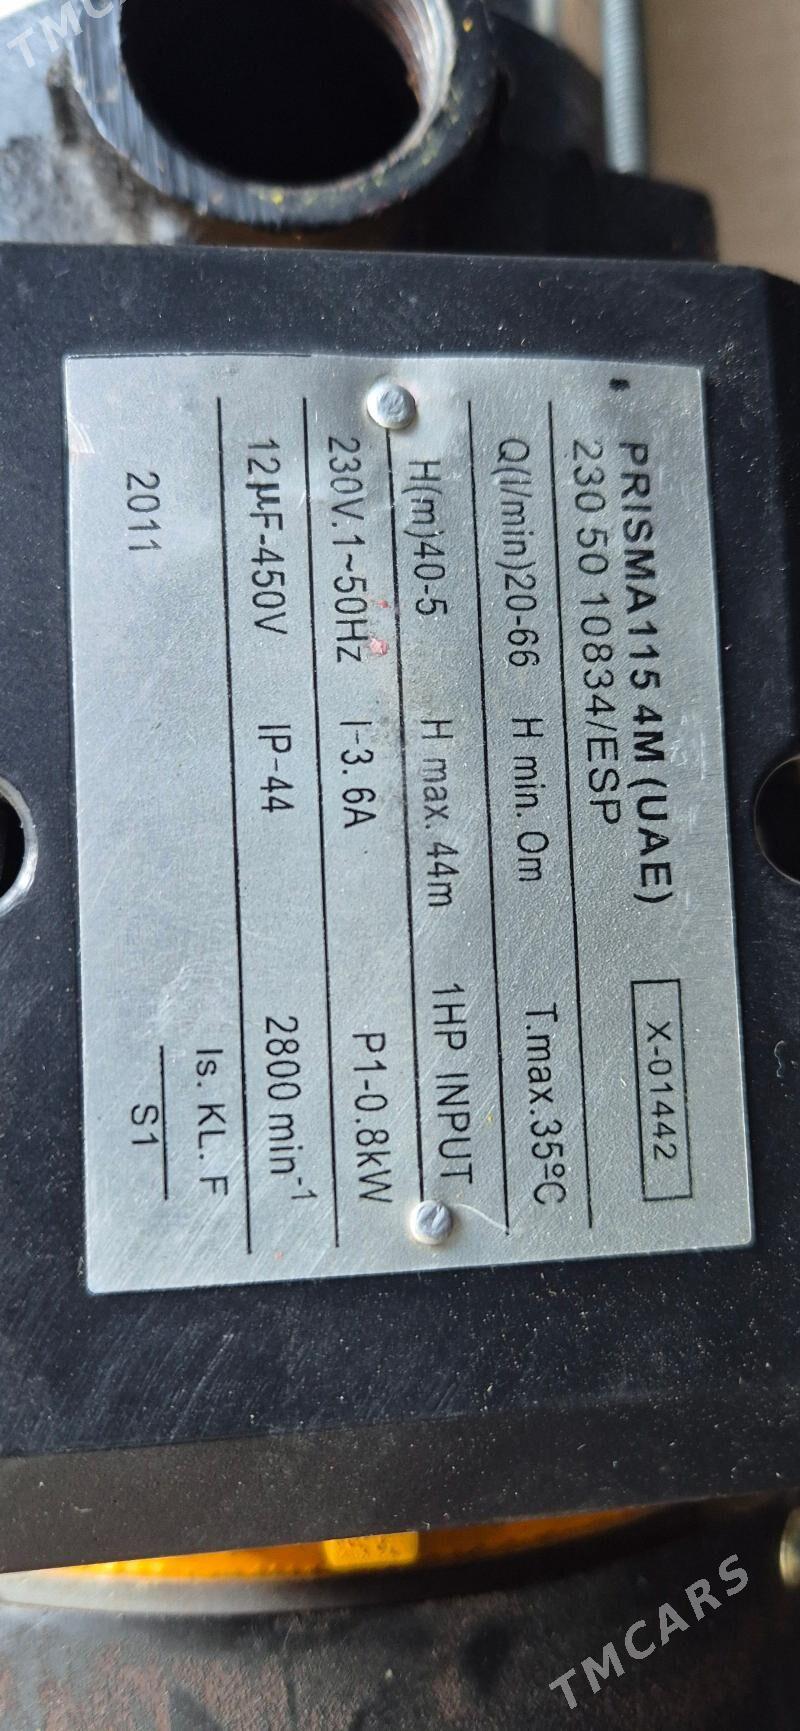 PRISMA115 4M (UAE) X-01442
230 50 10834/ESP
Q(l/min)20-66 H min. 0m T.max.35ºC
H(m)40-5 H max. 44m 1HP INPUT
230V.1~50Hz I-3. 6A P1-0.8kW
12µF-450V IP-44 2800 min⁻¹
Is. KL. F
2011 S1
TMCARS